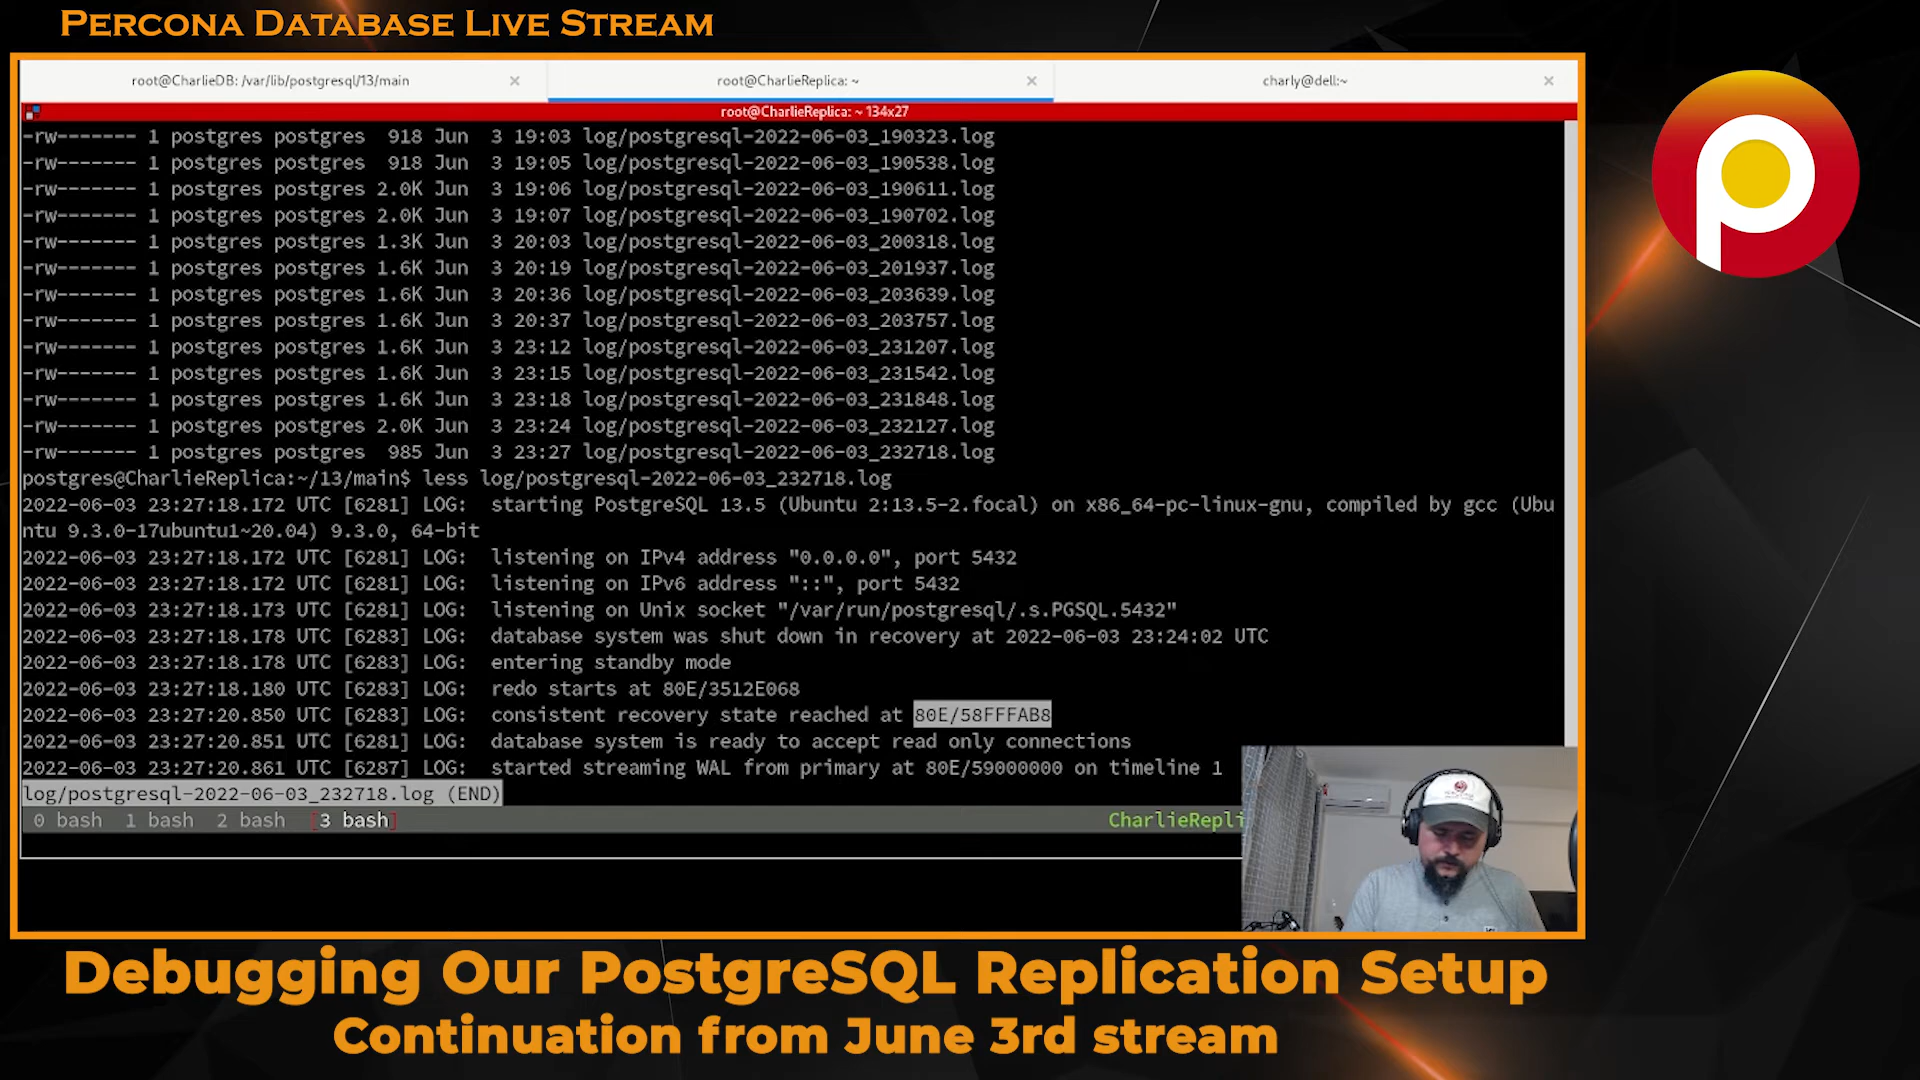 PERCONA DATABASE LIVE STREAM
root@CharlieDB: /var/lib/postgresql/13/main × root@CharlieReplica: ~ × charly@dell:~ ×
root@CharlieReplica: ~ 134x27
-rw------- 1 postgres postgres  918 Jun  3 19:03 log/postgresql-2022-06-03_190323.log
-rw------- 1 postgres postgres  918 Jun  3 19:05 log/postgresql-2022-06-03_190538.log
-rw------- 1 postgres postgres 2.0K Jun  3 19:06 log/postgresql-2022-06-03_190611.log
-rw------- 1 postgres postgres 2.0K Jun  3 19:07 log/postgresql-2022-06-03_190702.log
-rw------- 1 postgres postgres 1.3K Jun  3 20:03 log/postgresql-2022-06-03_200318.log
-rw------- 1 postgres postgres 1.6K Jun  3 20:19 log/postgresql-2022-06-03_201937.log
-rw------- 1 postgres postgres 1.6K Jun  3 20:36 log/postgresql-2022-06-03_203639.log
-rw------- 1 postgres postgres 1.6K Jun  3 20:37 log/postgresql-2022-06-03_203757.log
-rw------- 1 postgres postgres 1.6K Jun  3 23:12 log/postgresql-2022-06-03_231207.log
-rw------- 1 postgres postgres 1.6K Jun  3 23:15 log/postgresql-2022-06-03_231542.log
-rw------- 1 postgres postgres 1.6K Jun  3 23:18 log/postgresql-2022-06-03_231848.log
-rw------- 1 postgres postgres 2.0K Jun  3 23:24 log/postgresql-2022-06-03_232127.log
-rw------- 1 postgres postgres  985 Jun  3 23:27 log/postgresql-2022-06-03_232718.log
postgres@CharlieReplica:~/13/main$ less log/postgresql-2022-06-03_232718.log
2022-06-03 23:27:18.172 UTC [6281] LOG:  starting PostgreSQL 13.5 (Ubuntu 2:13.5-2.focal) on x86_64-pc-linux-gnu, compiled by gcc (Ubu
ntu 9.3.0-17ubuntu1~20.04) 9.3.0, 64-bit
2022-06-03 23:27:18.172 UTC [6281] LOG:  listening on IPv4 address "0.0.0.0", port 5432
2022-06-03 23:27:18.172 UTC [6281] LOG:  listening on IPv6 address "::", port 5432
2022-06-03 23:27:18.173 UTC [6281] LOG:  listening on Unix socket "/var/run/postgresql/.s.PGSQL.5432"
2022-06-03 23:27:18.178 UTC [6283] LOG:  database system was shut down in recovery at 2022-06-03 23:24:02 UTC
2022-06-03 23:27:18.178 UTC [6283] LOG:  entering standby mode
2022-06-03 23:27:18.180 UTC [6283] LOG:  redo starts at 80E/3512E068
2022-06-03 23:27:20.850 UTC [6283] LOG:  consistent recovery state reached at 80E/58FFFAB8
2022-06-03 23:27:20.851 UTC [6281] LOG:  database system is ready to accept read only connections
2022-06-03 23:27:20.861 UTC [6287] LOG:  started streaming WAL from primary at 80E/59000000 on timeline 1
log/postgresql-2022-06-03_232718.log (END)
0 bash  1 bash  2 bash  [3 bash] CharlieRepli
Debugging Our PostgreSQL Replication Setup
Continuation from June 3rd stream